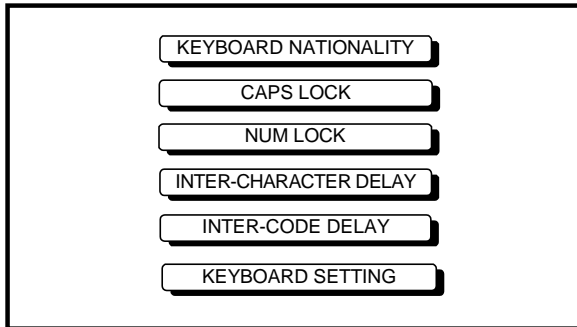 KEYBOARD NATIONALITY
CAPS LOCK
NUM LOCK
INTER-CHARACTER DELAY
INTER-CODE DELAY
KEYBOARD SETTING